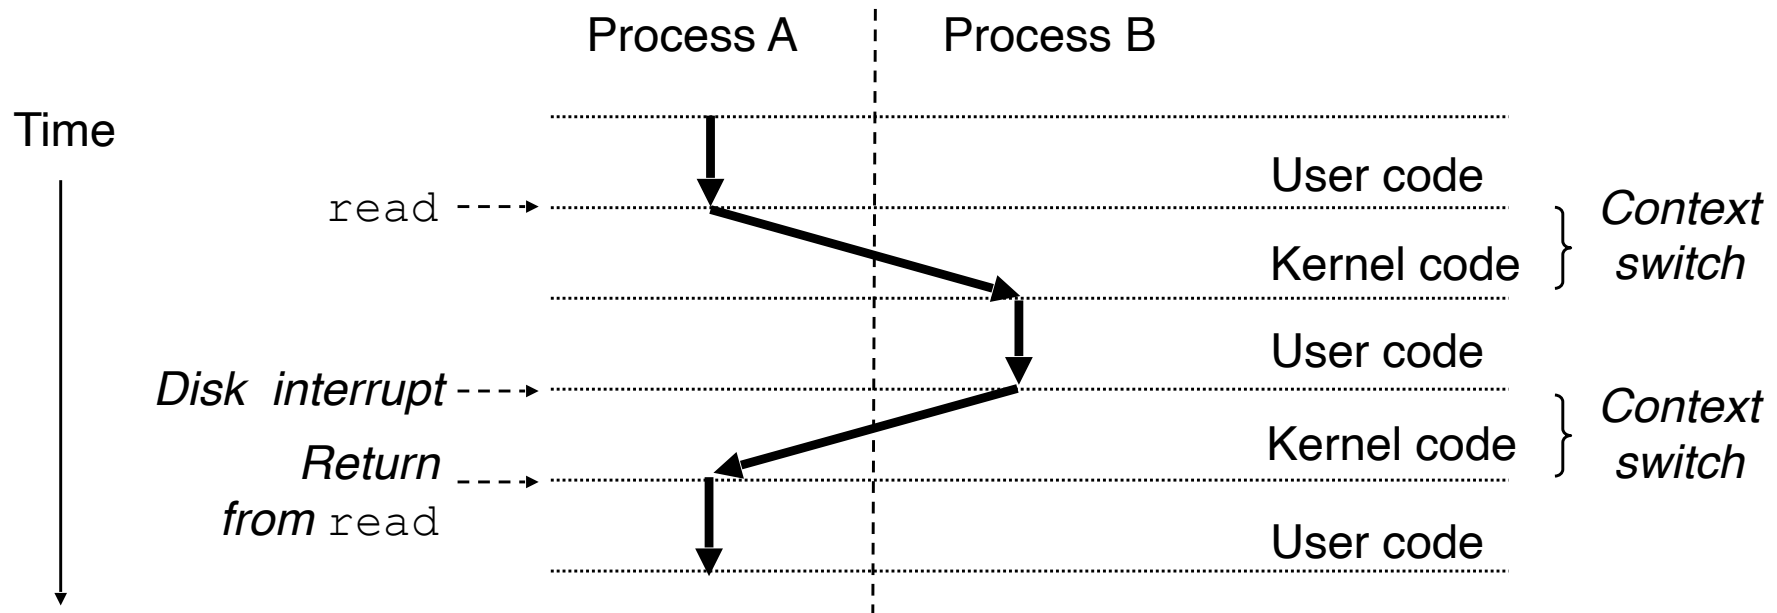 Process A
Process B
Time
User code
read
Context
switch
Kernel code
User code
Disk interrupt
Context
switch
Kernel code
Return
from read
User code